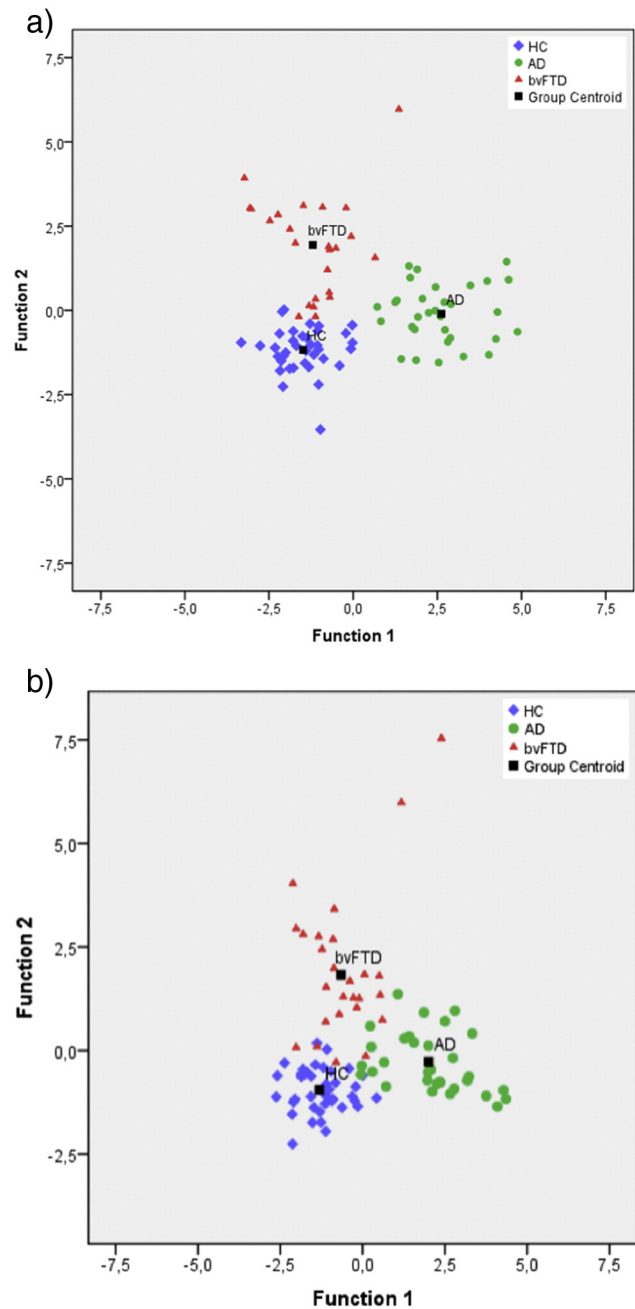 a)
7,5
5,0
2,5
0,0
-2,5
-5,0
-7,5
Function 2
HC
AD
bvFTD
Group Centroid
bvFTD
AD
HC
-7,5 -5,0 -2,5 0,0 2,5 5,0 7,5
Function 1
b)
7,5
5,0
2,5
0,0
-2,5
Function 2
HC
AD
bvFTD
Group Centroid
bvFTD
AD
HC
-7,5 -5,0 -2,5 0,0 2,5 5,0 7,5
Function 1